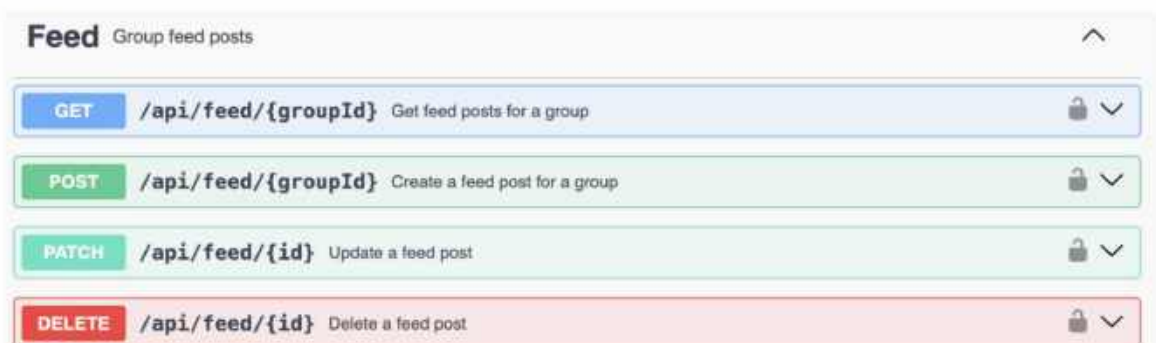 Feed Group feed posts
GET /api/feed/{groupId} Get feed posts for a group
POST /api/feed/{groupId} Create a feed post for a group
PATCH /api/feed/{id} Update a feed post
DELETE /api/feed/{id} Delete a feed post